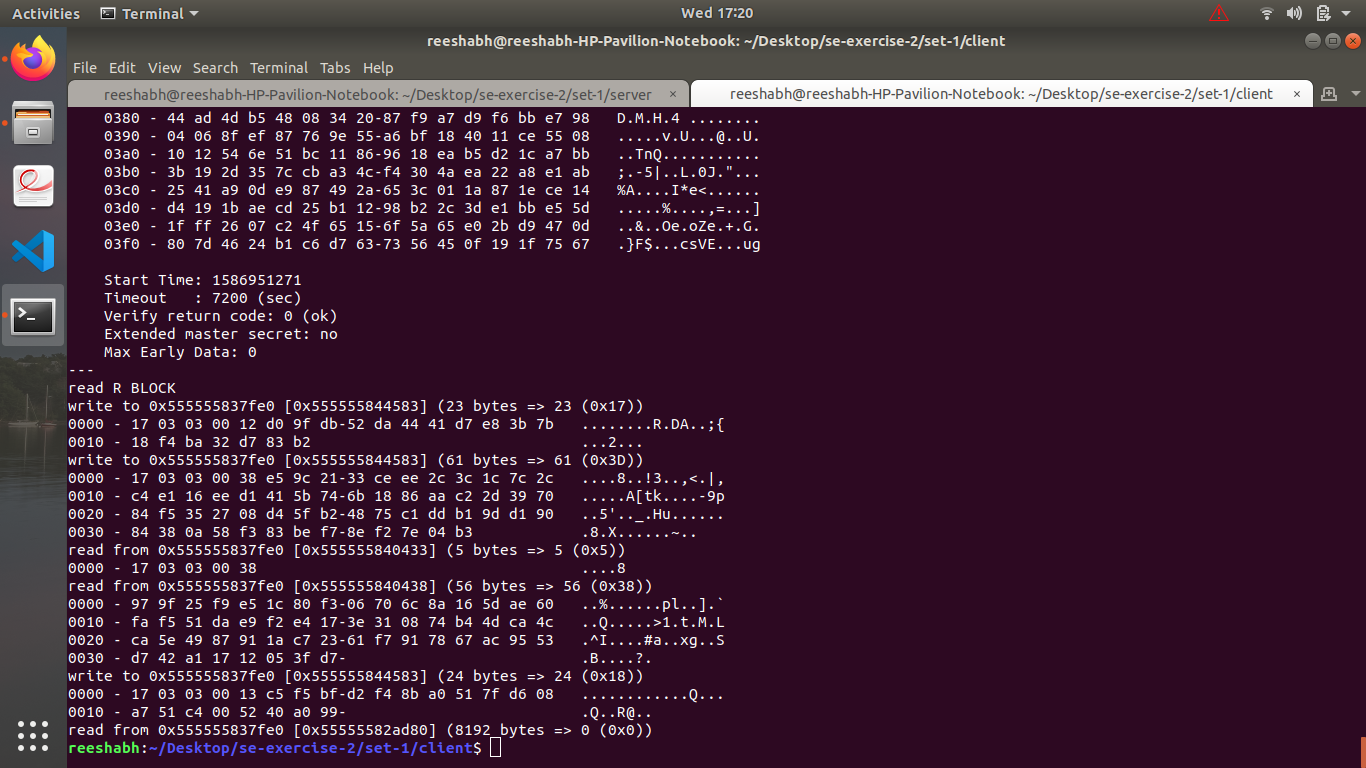 Activities Terminal Wed 17:20
reeshabh@reeshabh-HP-Pavilion-Notebook: ~/Desktop/se-exercise-2/set-1/client
File Edit View Search Terminal Tabs Help
reeshabh@reeshabh-HP-Pavilion-Notebook: ~/Desktop/se-exercise-2/set-1/server × reeshabh@reeshabh-HP-Pavilion-Notebook: ~/Desktop/se-exercise-2/set-1/client ×
    0380 - 44 ad 4d b5 48 08 34 20-87 f9 a7 d9 f6 bb e7 98   D.M.H.4 ........
    0390 - 04 06 8f ef 87 76 9e 55-a6 bf 18 40 11 ce 55 08   .....v.U...@..U.
    03a0 - 10 12 54 6e 51 bc 11 86-96 18 ea b5 d2 1c a7 bb   ..TnQ...........
    03b0 - 3b 19 2d 35 7c cb a3 4c-f4 30 4a ea 22 a8 e1 ab   ;.-5|..L.0J."...
    03c0 - 25 41 a9 0d e9 87 49 2a-65 3c 01 1a 87 1e ce 14   %A....I*e<......
    03d0 - d4 19 1b ae cd 25 b1 12-98 b2 2c 3d e1 bb e5 5d   .....%....,=...]
    03e0 - 1f ff 26 07 c2 4f 65 15-6f 5a 65 e0 2b d9 47 0d   ..&..Oe.oZe.+.G.
    03f0 - 80 7d 46 24 b1 c6 d7 63-73 56 45 0f 19 1f 75 67   .}F$...csVE...ug
    Start Time: 1586951271
    Timeout   : 7200 (sec)
    Verify return code: 0 (ok)
    Extended master secret: no
    Max Early Data: 0
---
read R BLOCK
write to 0x555555837fe0 [0x555555844583] (23 bytes => 23 (0x17))
0000 - 17 03 03 00 12 d0 9f db-52 da 44 41 d7 e8 3b 7b   ........R.DA..;{
0010 - 18 f4 ba 32 d7 83 b2                              ...2...
write to 0x555555837fe0 [0x555555844583] (61 bytes => 61 (0x3D))
0000 - 17 03 03 00 38 e5 9c 21-33 ce ee 2c 3c 1c 7c 2c   ....8..!3..,<.|,
0010 - c4 e1 16 ee d1 41 5b 74-6b 18 86 aa c2 2d 39 70   .....A[tk....-9p
0020 - 84 f5 35 27 08 d4 5f b2-48 75 c1 dd b1 9d d1 90   ..5'.._.Hu......
0030 - 84 38 0a 58 f3 83 be f7-8e f2 7e 04 b3            .8.X......~..
read from 0x555555837fe0 [0x555555840433] (5 bytes => 5 (0x5))
0000 - 17 03 03 00 38                                    ....8
read from 0x555555837fe0 [0x555555840438] (56 bytes => 56 (0x38))
0000 - 97 9f 25 f9 e5 1c 80 f3-06 70 6c 8a 16 5d ae 60   ..%......pl..].`
0010 - fa f5 51 da e9 f2 e4 17-3e 31 08 74 b4 4d ca 4c   ..Q.....>1.t.M.L
0020 - ca 5e 49 87 91 1a c7 23-61 f7 91 78 67 ac 95 53   .^I....#a..xg..S
0030 - d7 42 a1 17 12 05 3f d7-                          .B....?.
write to 0x555555837fe0 [0x555555844583] (24 bytes => 24 (0x18))
0000 - 17 03 03 00 13 c5 f5 bf-d2 f4 8b a0 51 7f d6 08   ............Q...
0010 - a7 51 c4 00 52 40 a0 99-                          .Q..R@..
read from 0x555555837fe0 [0x55555582ad80] (8192 bytes => 0 (0x0))
reeshabh:~/Desktop/se-exercise-2/set-1/client$